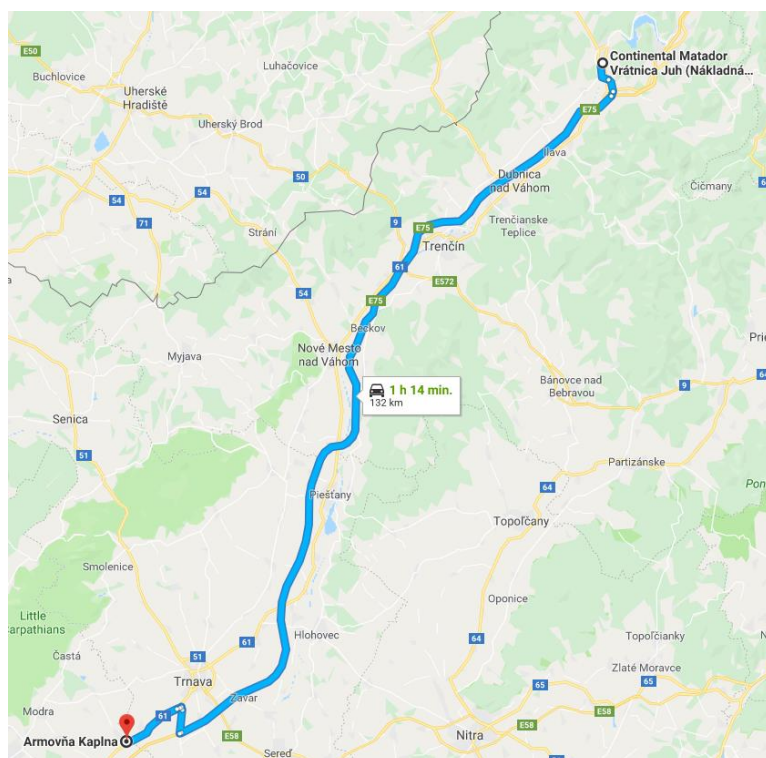 E50
Buchlovice
Luhačovice
Continental Matador
Vrátnica Juh (Nákladná...
Uherské
Hradiště
Uherský Brod
E75
Ilava
50
Dubnica
nad Váhom
Čičmany
54
54
71
Strání
9
E75
Trenčianske
Teplice
Trenčín
61
E572
54
E75
Beckov
Nové Mesto
nad Váhom
Myjava
1 h 14 min.
132 km
64
9
Bánovce nad
Bebravou
Senica
51
Partizánske
64
Piešťany
Topoľčany
Smolenice
Oponice
Little
Carpathians
61
Hlohovec
64
Topoľčianky
Častá
51
Zlaté Moravce
Trnava
65
65
Zavar
Modra
61
E58
E58
Armovňa Kaplna
Nitra
Sereď